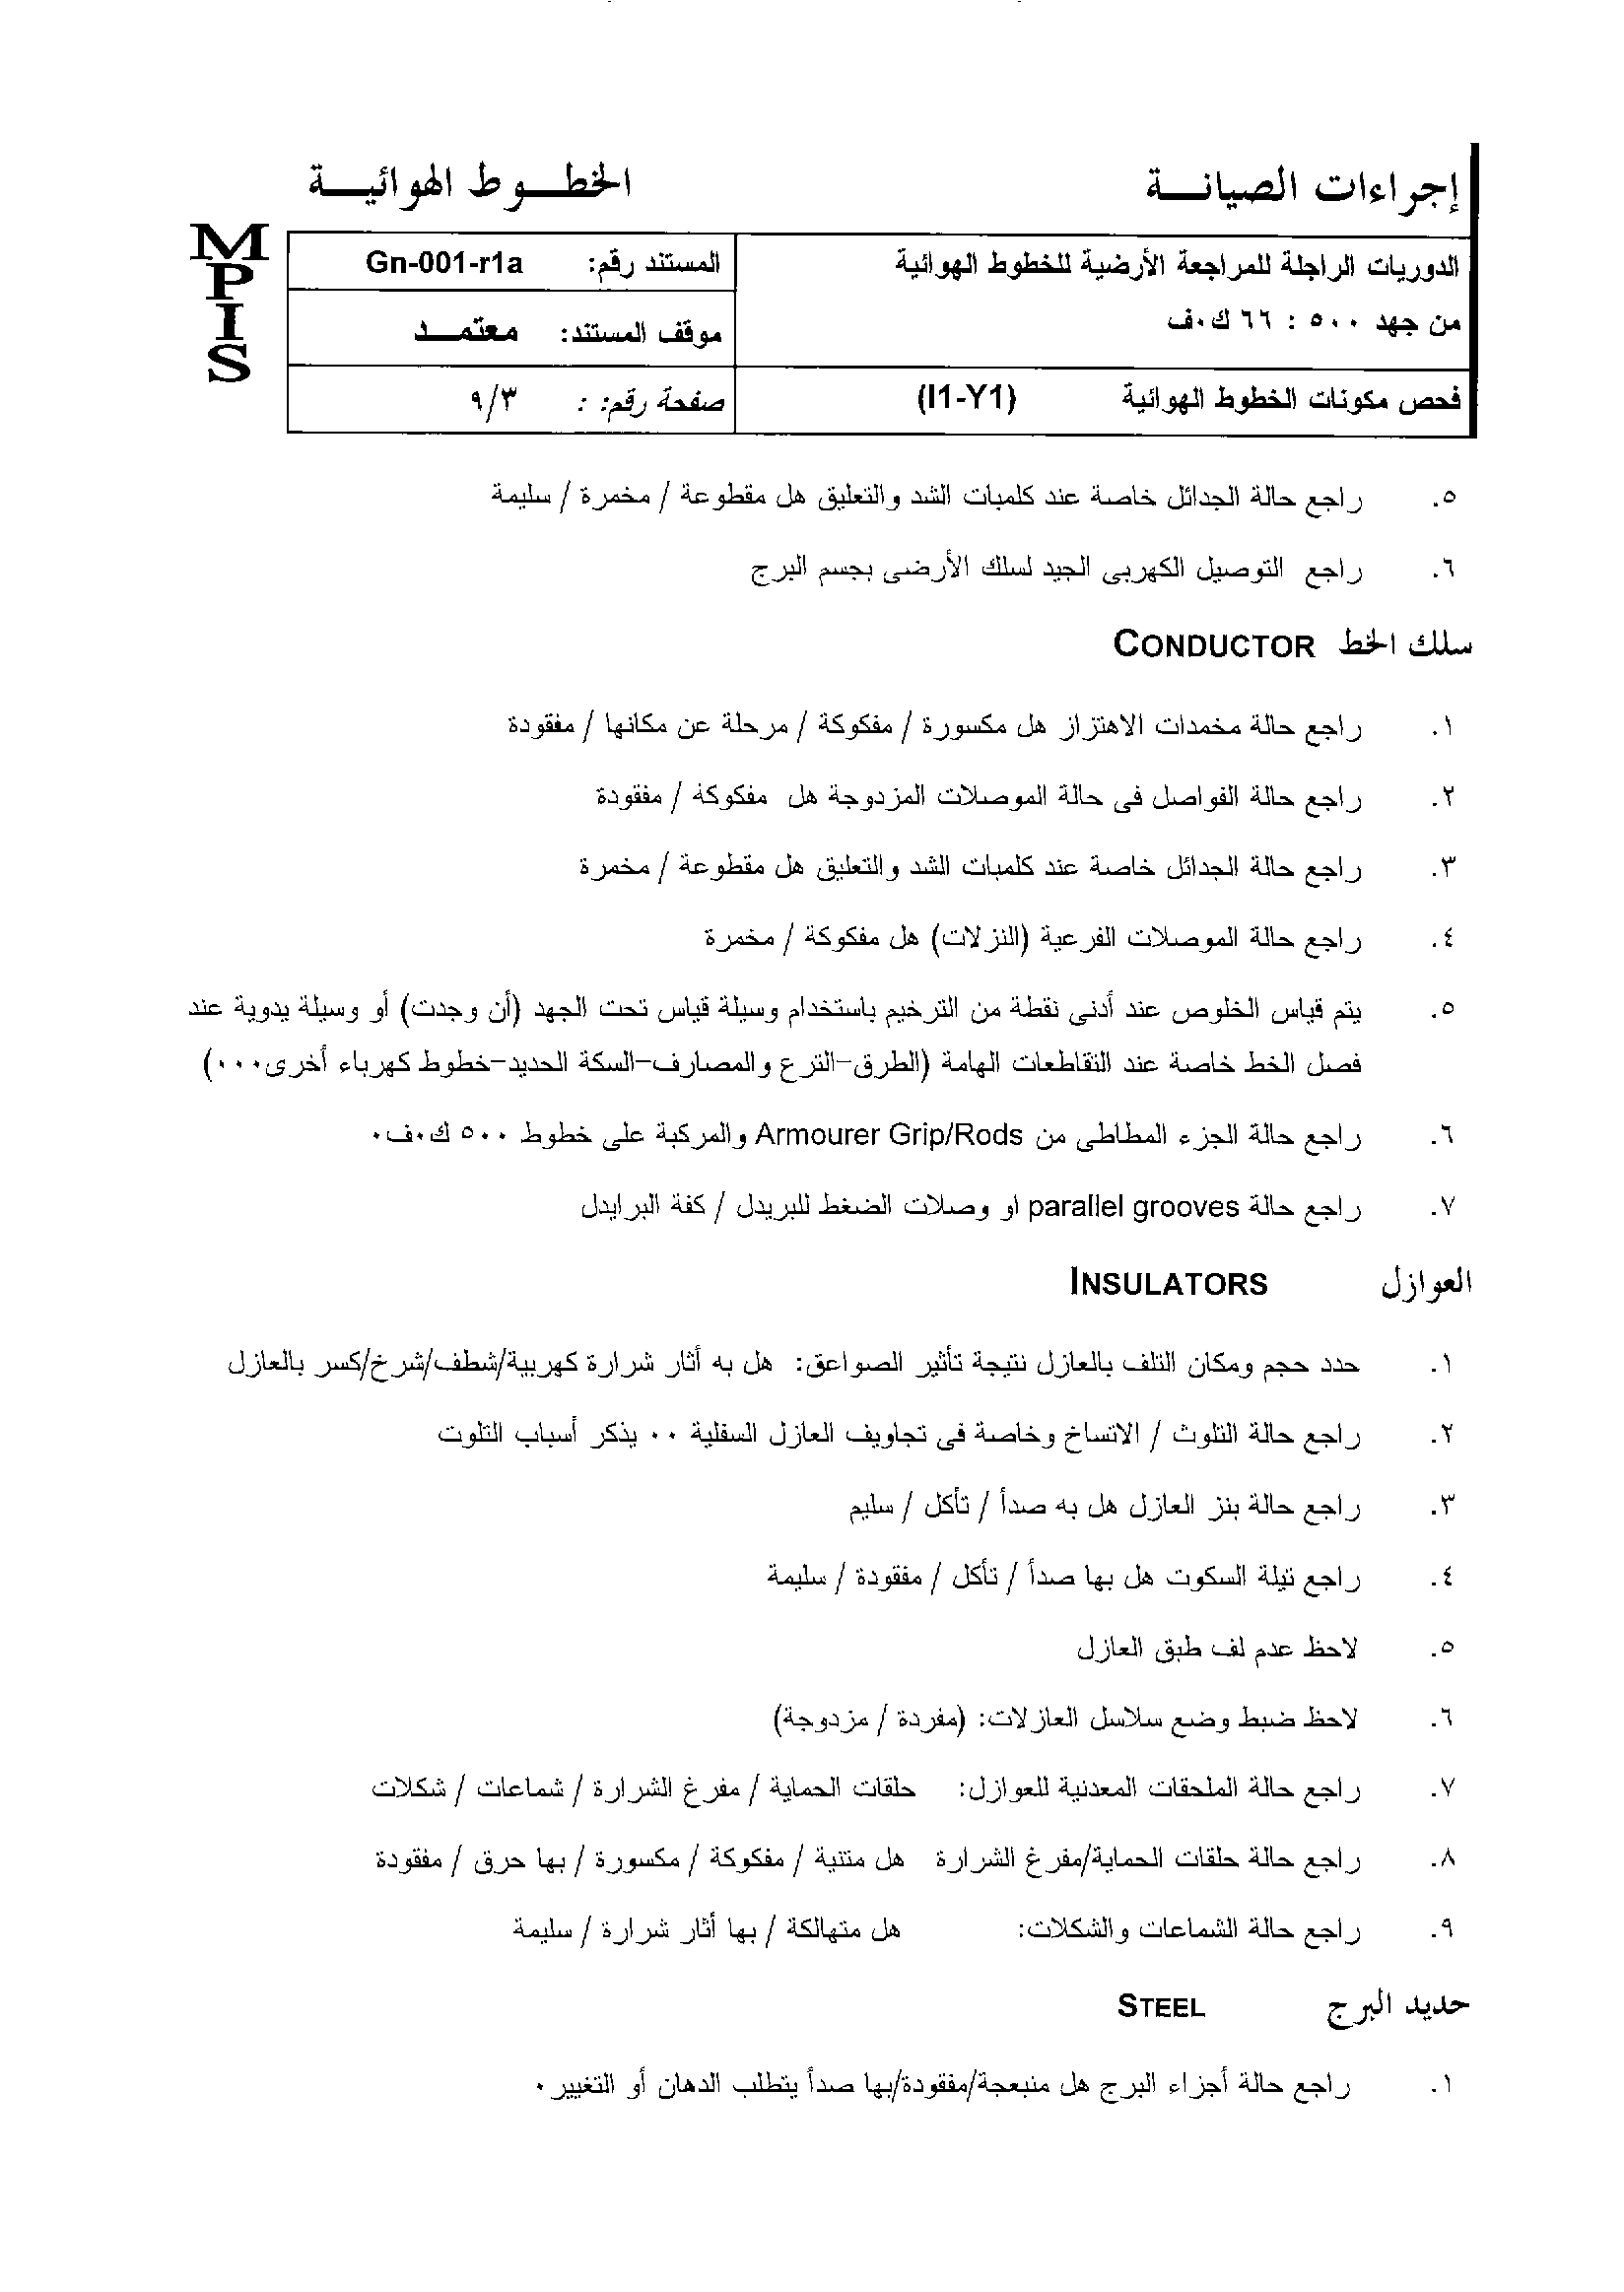 إجراءات الصيانـــة
الخطـــوط الهوائيـــة
MPIS
الدوريات الراجلة للمراجعة الأرضية للخطوط الهوائية
من جهد ٥٠٠ : ٦٦ ك٠ف
المستند رقم: Gn-001-r1a
موقف المستند: معتمـــد
فحص مكونات الخطوط الهوائية (I1-Y1)
صفحة رقم: : ٩/٣
٥. راجع حالة الجدائل خاصة عند كلمبات الشد والتعليق هل مقطوعة / مخمرة / سليمة
٦. راجع التوصيل الكهربى الجيد لسلك الأرضى بجسم البرج
سلك الخط CONDUCTOR
١. راجع حالة مخمدات الاهتزاز هل مكسورة / مفكوكة / مرحلة عن مكانها / مفقودة
٢. راجع حالة الفواصل فى حالة الموصلات المزدوجة هل مفكوكة / مفقودة
٣. راجع حالة الجدائل خاصة عند كلمبات الشد والتعليق هل مقطوعة / مخمرة
٤. راجع حالة الموصلات الفرعية (النزلات) هل مفكوكة / مخمرة
٥. يتم قياس الخلوص عند أدنى نقطة من الترخيم باستخدام وسيلة قياس تحت الجهد (أن وجدت) أو وسيلة يدوية عند
فصل الخط خاصة عند التقاطعات الهامة (الطرق-الترع والمصارف-السكة الحديد-خطوط كهرباء أخرى٠٠٠)
٦. راجع حالة الجزء المطاطى من Armourer Grip/Rods والمركبة على خطوط ٥٠٠ ك٠ف٠
٧. راجع حالة parallel grooves او وصلات الضغط للبريدل / كفة البرايدل
العوازل INSULATORS
١. حدد حجم ومكان التلف بالعازل نتيجة تأثير الصواعق: هل به أثار شرارة كهربية/شطف/شرخ/كسر بالعازل
٢. راجع حالة التلوث / الاتساخ وخاصة فى تجاويف العازل السفلية ٠٠ يذكر أسباب التلوت
٣. راجع حالة بنز العازل هل به صدأ / تأكل / سليم
٤. راجع تيلة السكوت هل بها صدأ / تأكل / مفقودة / سليمة
٥. لاحظ عدم لف طبق العازل
٦. لاحظ ضبط وضع سلاسل العازلات: (مفردة / مزدوجة)
٧. راجع حالة الملحقات المعدنية للعوازل: حلقات الحماية / مفرغ الشرارة / شماعات / شكلات
٨. راجع حالة حلقات الحماية/مفرغ الشرارة هل متنية / مفكوكة / مكسورة / بها حرق / مفقودة
٩. راجع حالة الشماعات والشكلات: هل متهالكة / بها أثار شرارة / سليمة
حديد البرج STEEL
١. راجع حالة أجزاء البرج هل منبعجة/مفقودة/بها صدأ يتطلب الدهان أو التغيير٠